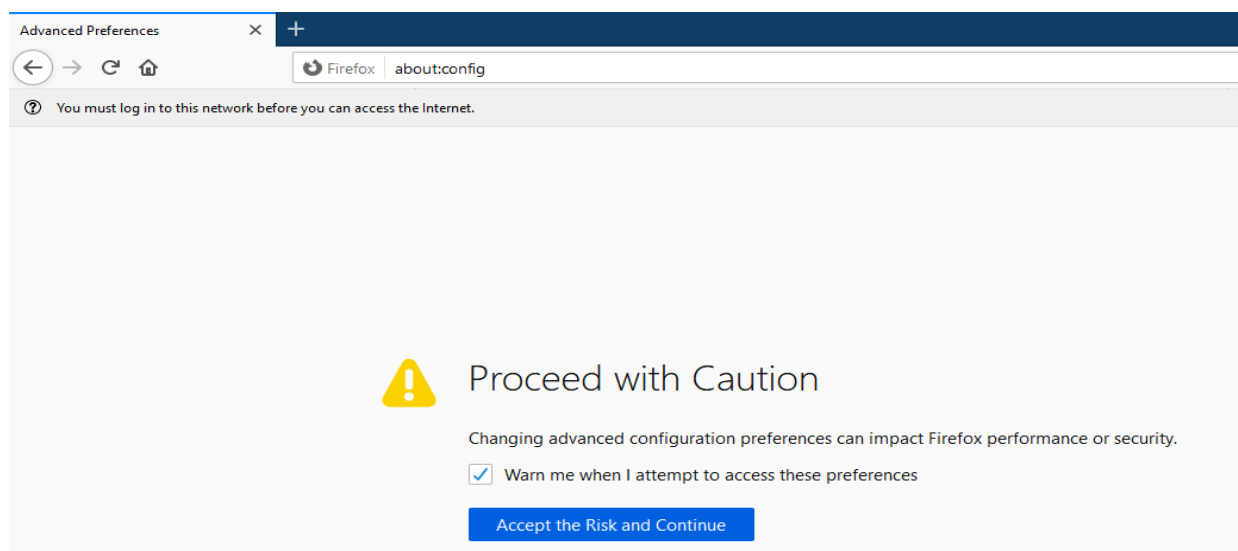 Advanced Preferences
Firefox about:config
You must log in to this network before you can access the Internet.
Proceed with Caution
Changing advanced configuration preferences can impact Firefox performance or security.
Warn me when I attempt to access these preferences
Accept the Risk and Continue